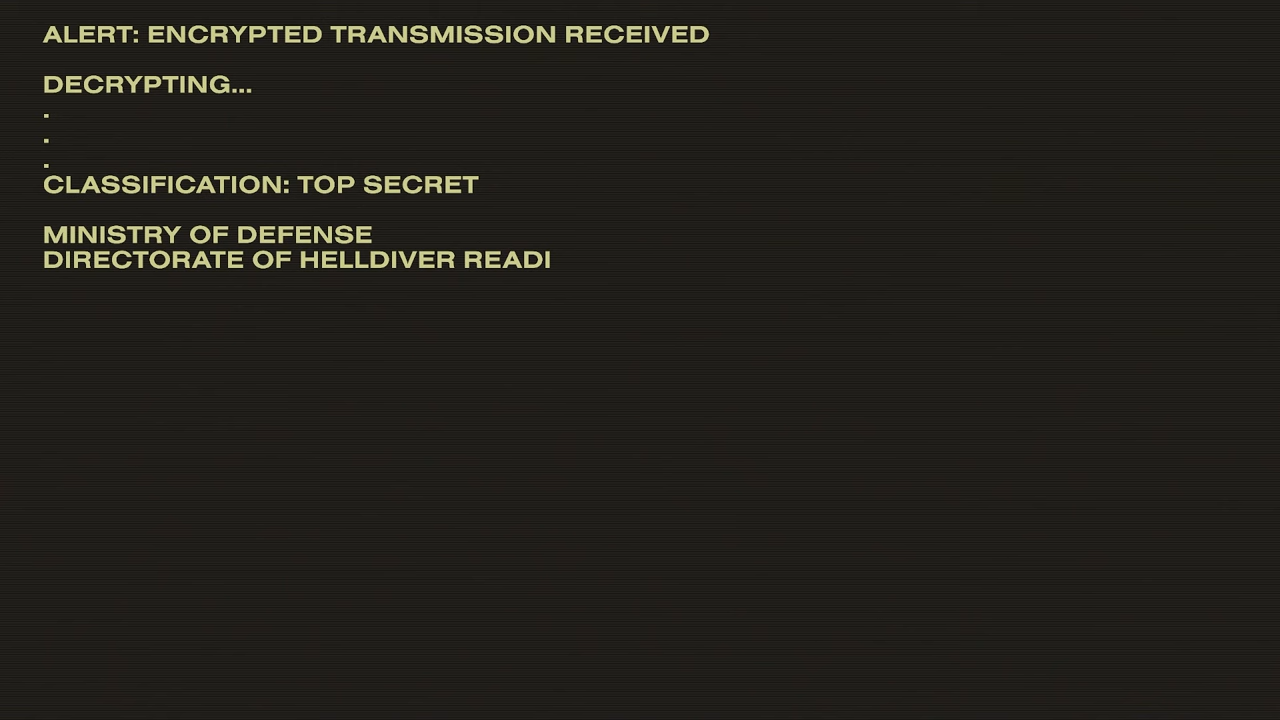 ALERT: ENCRYPTED TRANSMISSION RECEIVED
DECRYPTING...
.
.
.
CLASSIFICATION: TOP SECRET
MINISTRY OF DEFENSE
DIRECTORATE OF HELLDIVER READI